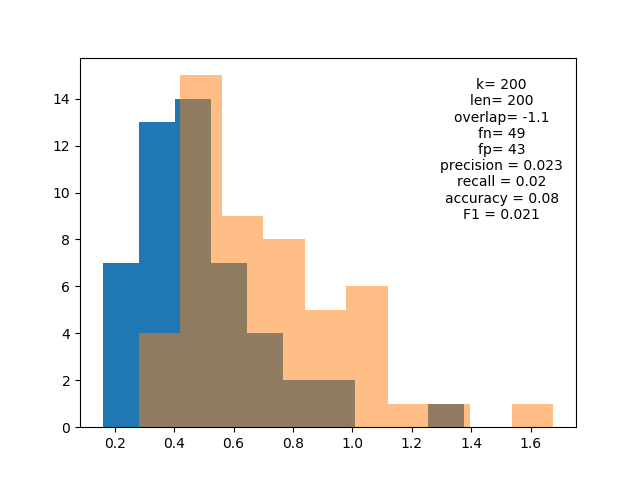 k= 200
len= 200
overlap= -1.1
fn= 49
fp= 43
precision = 0.023
recall = 0.02
accuracy = 0.08
F1 = 0.021
14
12
10
8
6
4
2
0
0.2 0.4 0.6 0.8 1.0 1.2 1.4 1.6